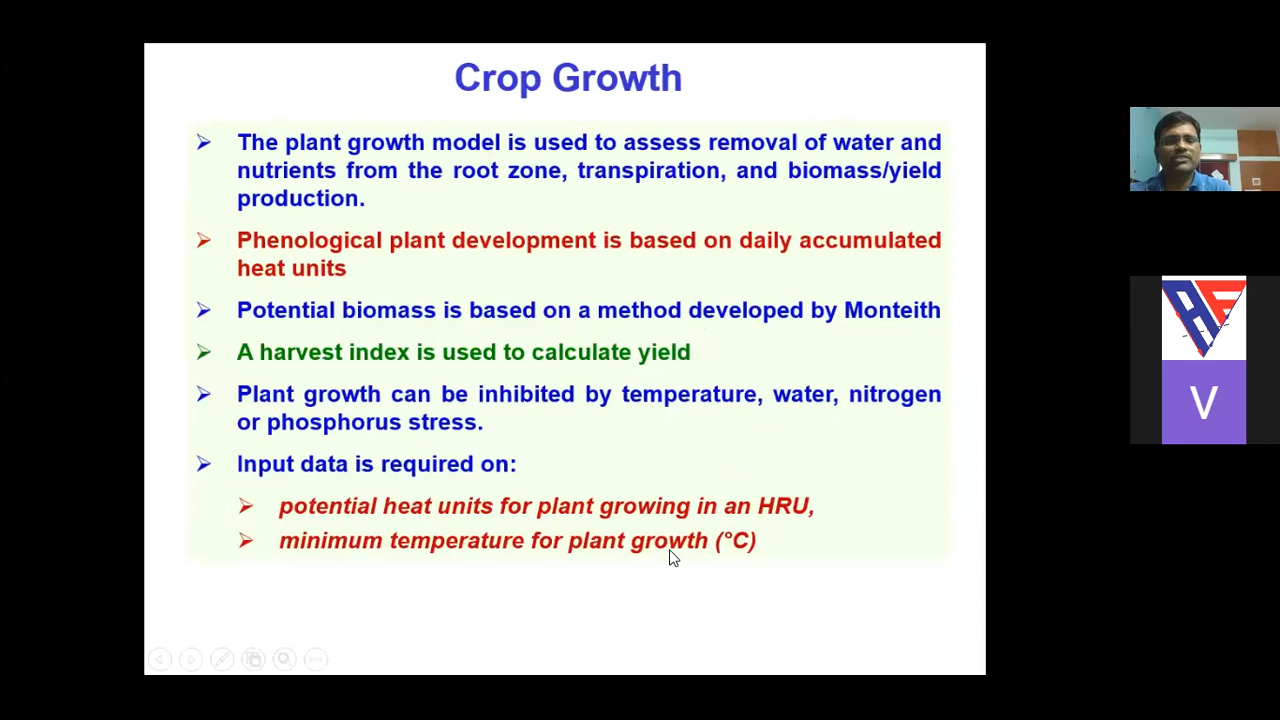 Crop Growth
The plant growth model is used to assess removal of water and
nutrients from the root zone, transpiration, and biomass/yield
production.
Phenological plant development is based on daily accumulated
heat units
Potential biomass is based on a method developed by Monteith
A harvest index is used to calculate yield
Plant growth can be inhibited by temperature, water, nitrogen
or phosphorus stress.
Input data is required on:
potential heat units for plant growing in an HRU,
minimum temperature for plant growth (°C)
AF
V